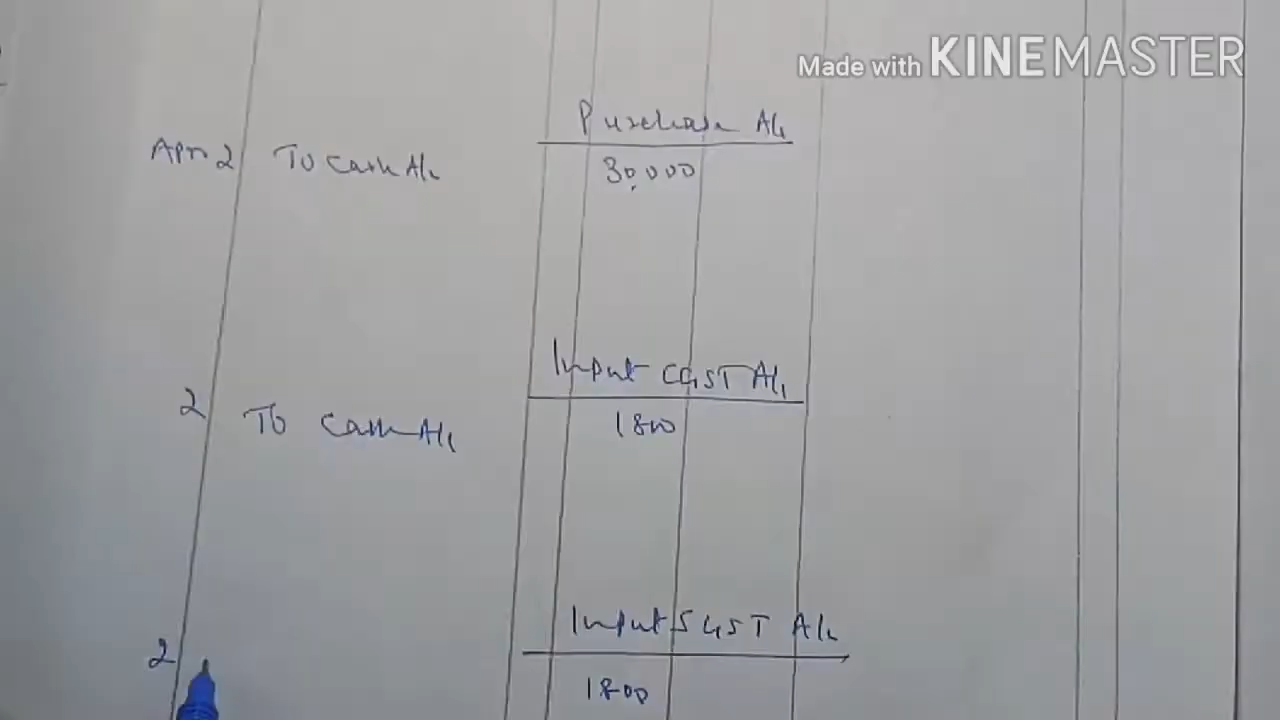 Made with KINEMASTER
Purchase A/c
Apr 2 To Cash A/c 30,000
Input CGST A/c
2 To Cash A/c 1800
Input SGST A/c
2 1800